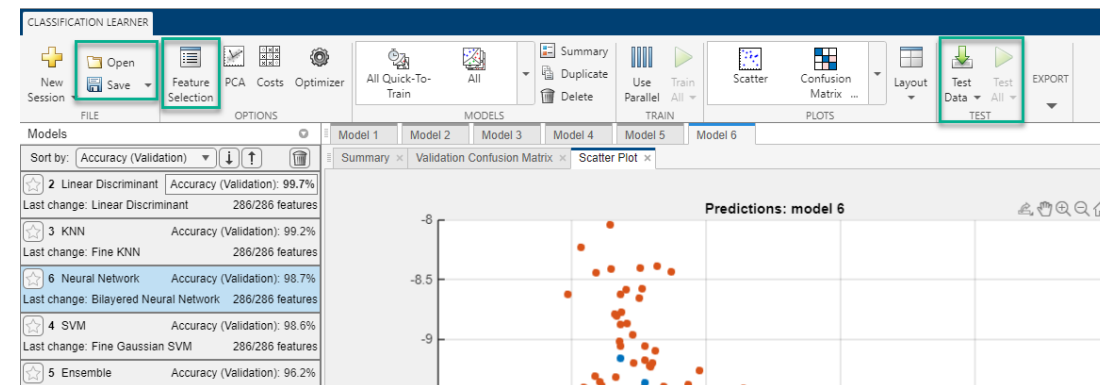 CLASSIFICATION LEARNER
New Session
Open
Save
FILE
Feature Selection
PCA
Costs
Optimizer
OPTIONS
All Quick-To-Train
All
Summary
Duplicate
Delete
MODELS
Use Parallel
Train All
TRAIN
Scatter
Confusion Matrix ...
PLOTS
Layout
Test Data
Test All
TEST
EXPORT
Models
Sort by: Accuracy (Validation)
2 Linear Discriminant Accuracy (Validation): 99.7%
Last change: Linear Discriminant 286/286 features
3 KNN Accuracy (Validation): 99.2%
Last change: Fine KNN 286/286 features
6 Neural Network Accuracy (Validation): 98.7%
Last change: Bilayered Neural Network 286/286 features
4 SVM Accuracy (Validation): 98.6%
Last change: Fine Gaussian SVM 286/286 features
5 Ensemble Accuracy (Validation): 96.2%
Model 1 Model 2 Model 3 Model 4 Model 5 Model 6
Summary × Validation Confusion Matrix × Scatter Plot ×
Predictions: model 6
-8
-8.5
-9